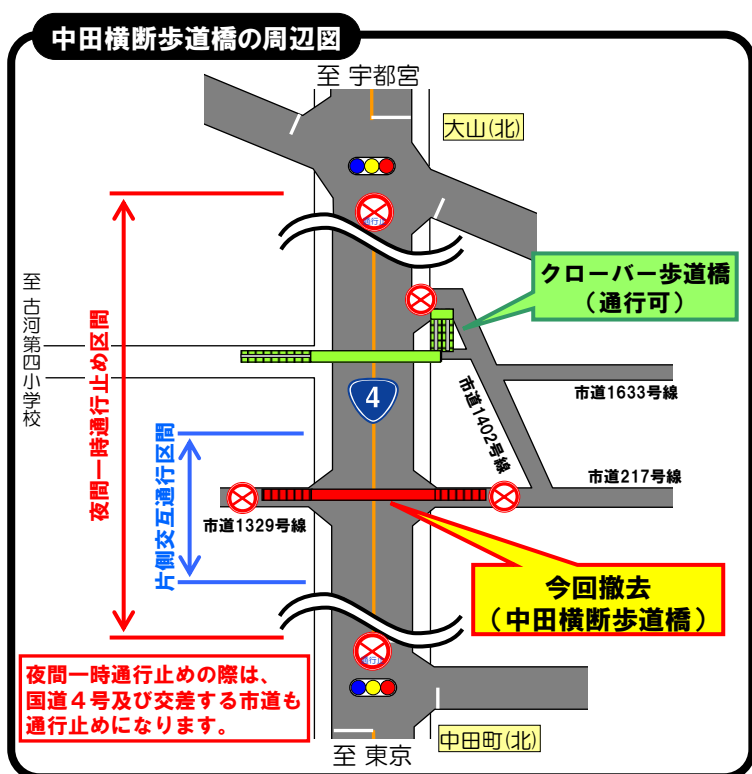 中田横断歩道橋の周辺図
至 宇都宮
大山(北)
クローバー歩道橋
（通行可）
至 古河第四小学校
夜間一時通行止め区間
4
市道1633号線
市道1402号線
片側交互通行区間
市道217号線
市道1329号線
今回撤去
（中田横断歩道橋）
夜間一時通行止めの際は、
国道４号及び交差する市道も
通行止めになります。
中田町(北)
至 東京